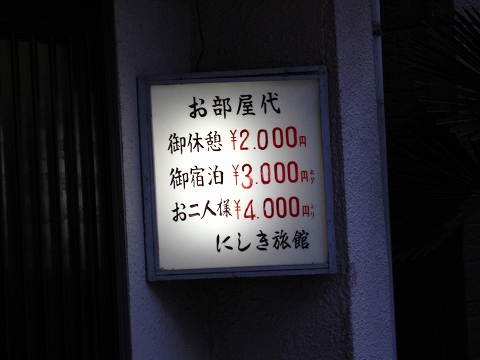 お部屋代
御休憩 ¥2.000円
御宿泊 ¥3.000円より
お二人様 ¥4.000円より
にしき旅館